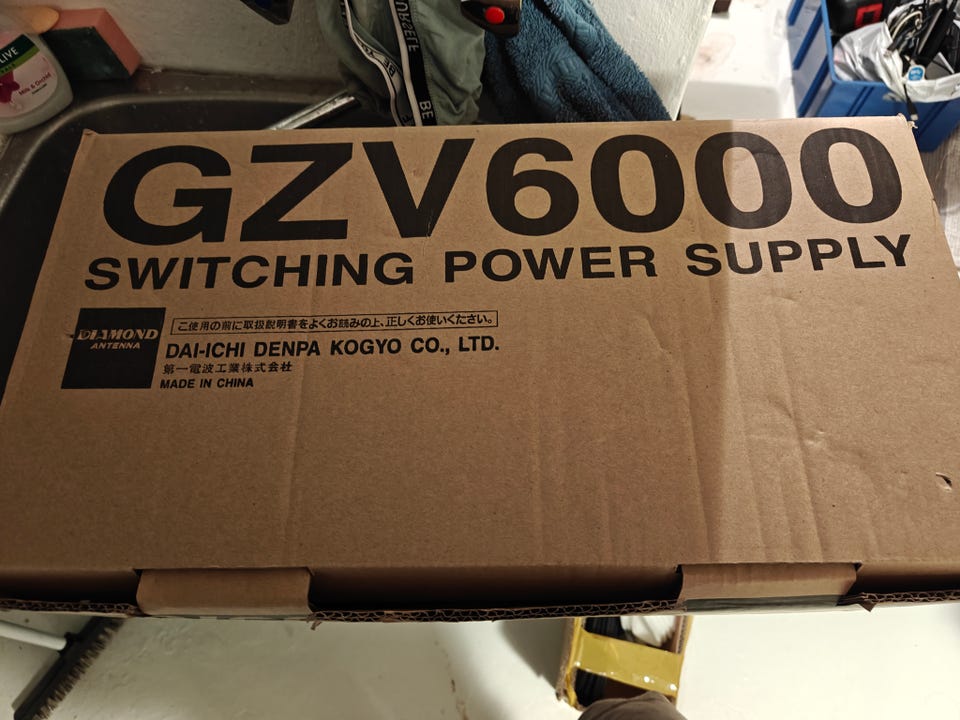 GZV6000
SWITCHING POWER SUPPLY
DIAMOND
ANTENNA
ご使用の前に取扱説明書をよくお読みの上、正しくお使いください。
DAI-ICHI DENPA KOGYO CO., LTD.
第一電波工業株式会社
MADE IN CHINA
Milk & Orchid